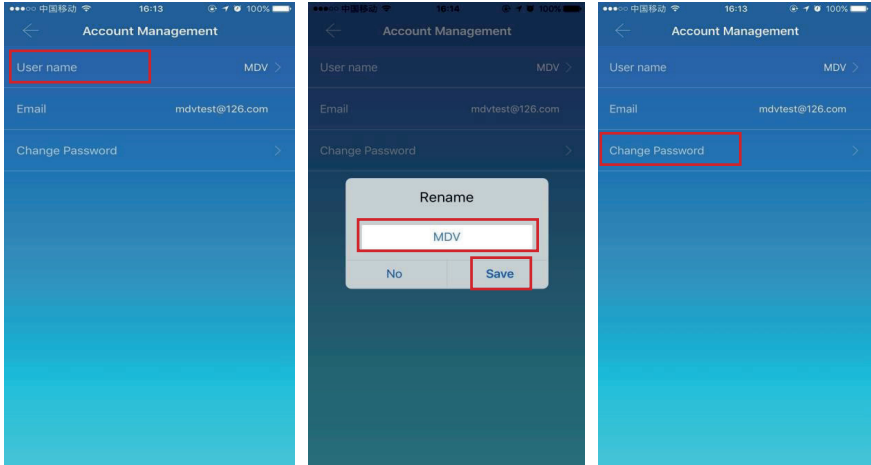 ●●●○○ 中国移动 16:13 100%
Account Management
User name MDV >
Email mdvtest@126.com
Change Password >
●●●○○ 中国移动 16:14 100%
Account Management
User name MDV >
Email mdvtest@126.com
Change Password >
Rename
MDV
No Save
●●●○○ 中国移动 16:13 100%
Account Management
User name MDV >
Email mdvtest@126.com
Change Password >